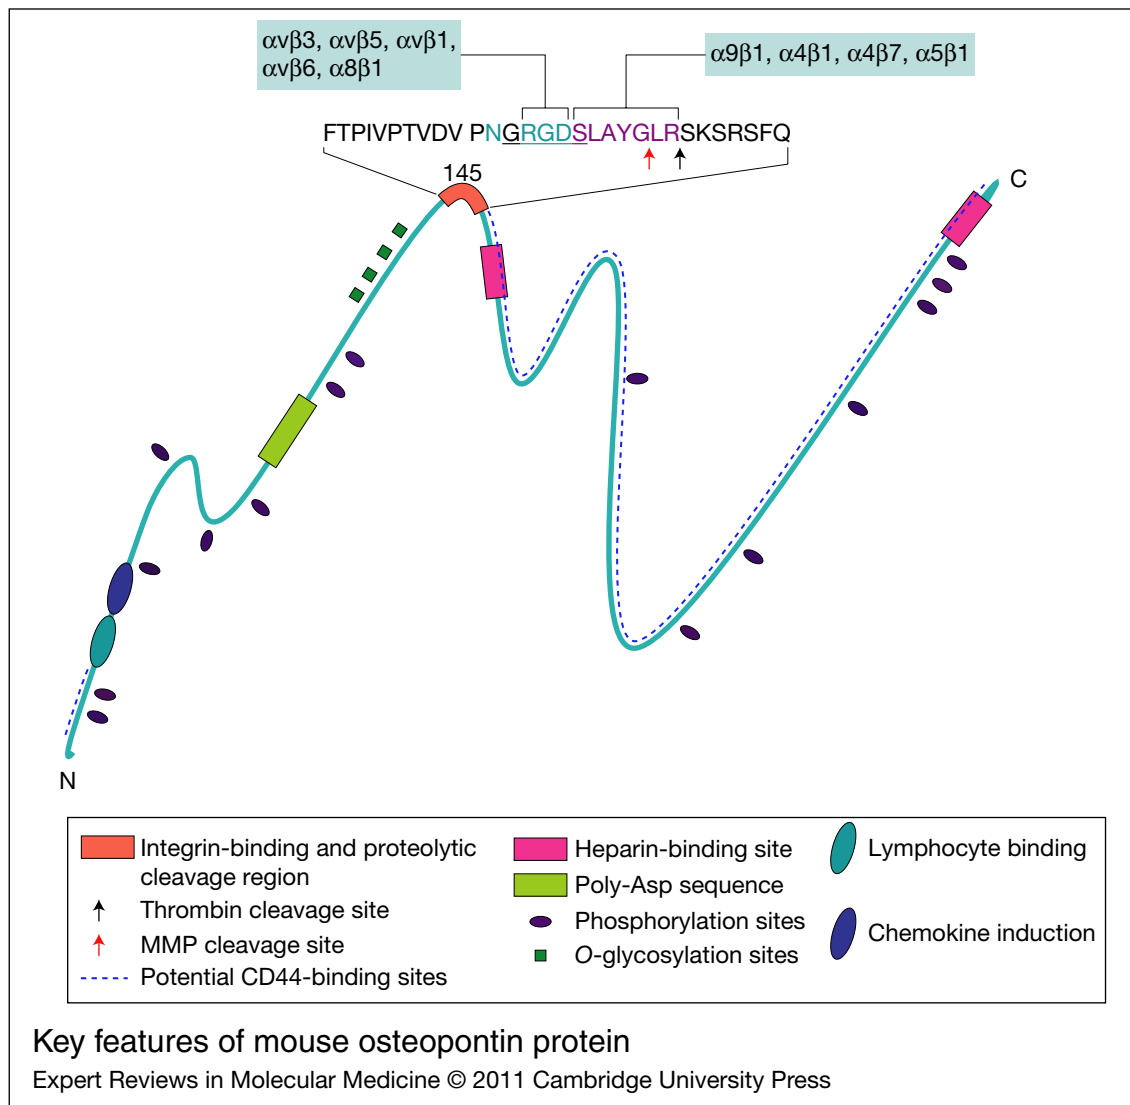 αvβ3, αvβ5, αvβ1,
αvβ6, α8β1
α9β1, α4β1, α4β7, α5β1
FTPIVPTVDV PNGRGDSLAYGLRSKSRSFQ
145
C
N
Integrin-binding and proteolytic
cleavage region
Thrombin cleavage site
MMP cleavage site
Potential CD44-binding sites
Heparin-binding site
Poly-Asp sequence
Phosphorylation sites
O-glycosylation sites
Lymphocyte binding
Chemokine induction
Key features of mouse osteopontin protein
Expert Reviews in Molecular Medicine © 2011 Cambridge University Press